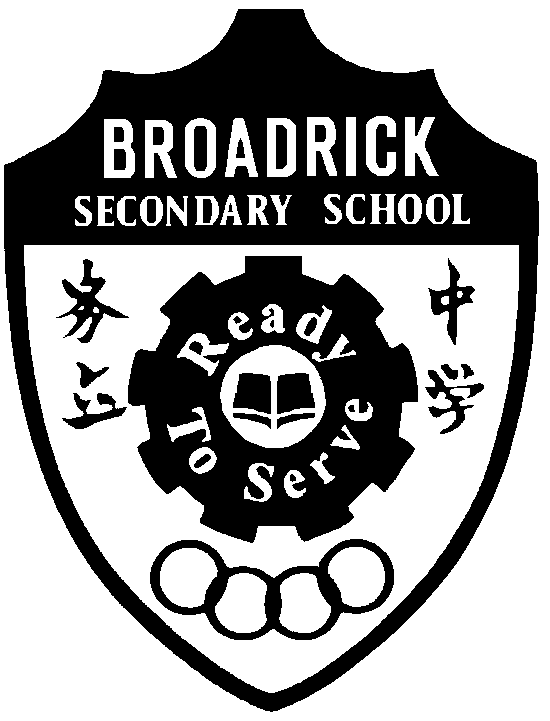 BROADRICK
SECONDARY SCHOOL
务立
中学
Ready
To Serve